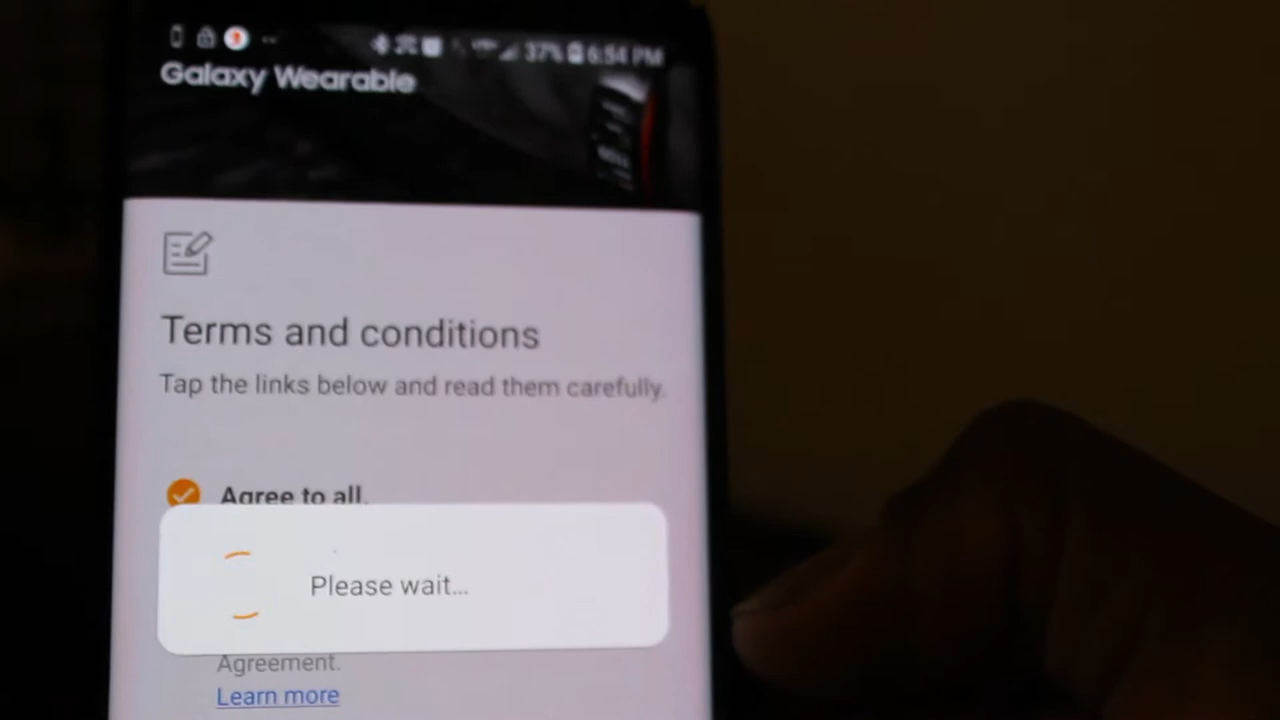 37% 6:54 PM
Galaxy Wearable
Terms and conditions
Tap the links below and read them carefully.
Agree to all.
Please wait...
Agreement.
Learn more